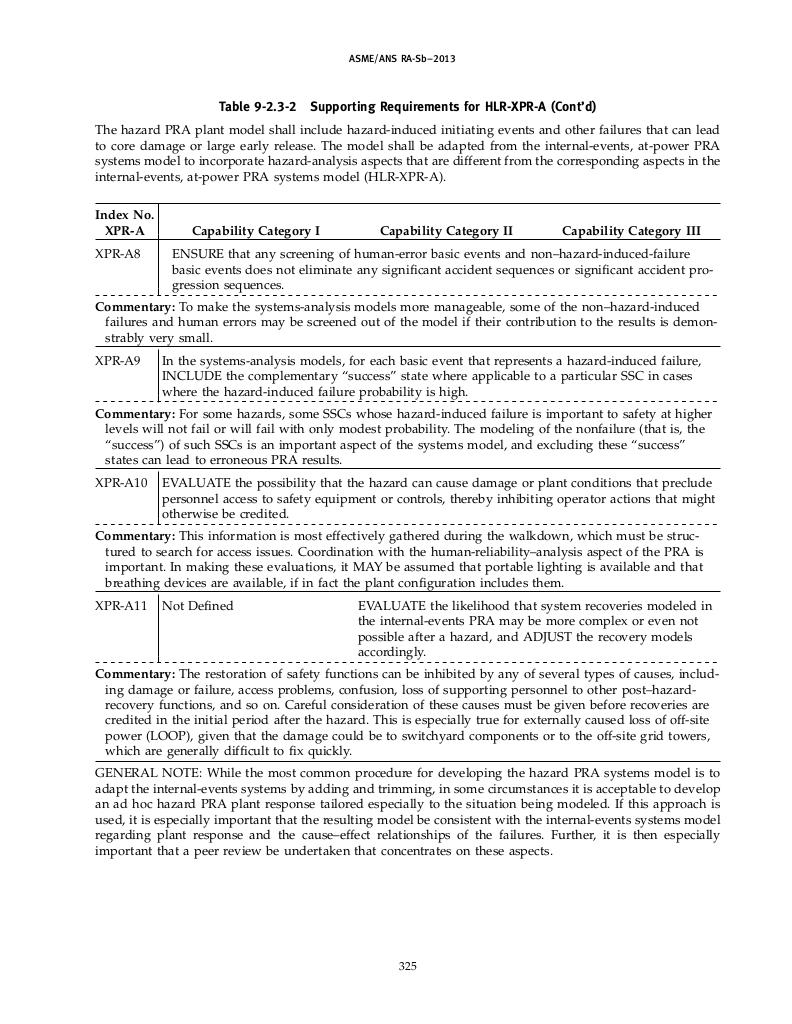 ASME/ANS RA-Sb–2013
Table 9-2.3-2 Supporting Requirements for HLR-XPR-A (Cont'd)
The hazard PRA plant model shall include hazard-induced initiating events and other failures that can lead
to core damage or large early release. The model shall be adapted from the internal-events, at-power PRA
systems model to incorporate hazard-analysis aspects that are different from the corresponding aspects in the
internal-events, at-power PRA systems model (HLR-XPR-A).
Index No.
XPR-A Capability Category I Capability Category II Capability Category III
XPR-A8 ENSURE that any screening of human-error basic events and non–hazard-induced-failure
basic events does not eliminate any significant accident sequences or significant accident pro-
gression sequences.
Commentary: To make the systems-analysis models more manageable, some of the non–hazard-induced
failures and human errors may be screened out of the model if their contribution to the results is demon-
strably very small.
XPR-A9 In the systems-analysis models, for each basic event that represents a hazard-induced failure,
INCLUDE the complementary “success” state where applicable to a particular SSC in cases
where the hazard-induced failure probability is high.
Commentary: For some hazards, some SSCs whose hazard-induced failure is important to safety at higher
levels will not fail or will fail with only modest probability. The modeling of the nonfailure (that is, the
“success”) of such SSCs is an important aspect of the systems model, and excluding these “success”
states can lead to erroneous PRA results.
XPR-A10 EVALUATE the possibility that the hazard can cause damage or plant conditions that preclude
personnel access to safety equipment or controls, thereby inhibiting operator actions that might
otherwise be credited.
Commentary: This information is most effectively gathered during the walkdown, which must be struc-
tured to search for access issues. Coordination with the human-reliability–analysis aspect of the PRA is
important. In making these evaluations, it MAY be assumed that portable lighting is available and that
breathing devices are available, if in fact the plant configuration includes them.
XPR-A11 Not Defined EVALUATE the likelihood that system recoveries modeled in
the internal-events PRA may be more complex or even not
possible after a hazard, and ADJUST the recovery models
accordingly.
Commentary: The restoration of safety functions can be inhibited by any of several types of causes, includ-
ing damage or failure, access problems, confusion, loss of supporting personnel to other post–hazard-
recovery functions, and so on. Careful consideration of these causes must be given before recoveries are
credited in the initial period after the hazard. This is especially true for externally caused loss of off-site
power (LOOP), given that the damage could be to switchyard components or to the off-site grid towers,
which are generally difficult to fix quickly.
GENERAL NOTE: While the most common procedure for developing the hazard PRA systems model is to
adapt the internal-events systems by adding and trimming, in some circumstances it is acceptable to develop
an ad hoc hazard PRA plant response tailored especially to the situation being modeled. If this approach is
used, it is especially important that the resulting model be consistent with the internal-events systems model
regarding plant response and the cause–effect relationships of the failures. Further, it is then especially
important that a peer review be undertaken that concentrates on these aspects.
325